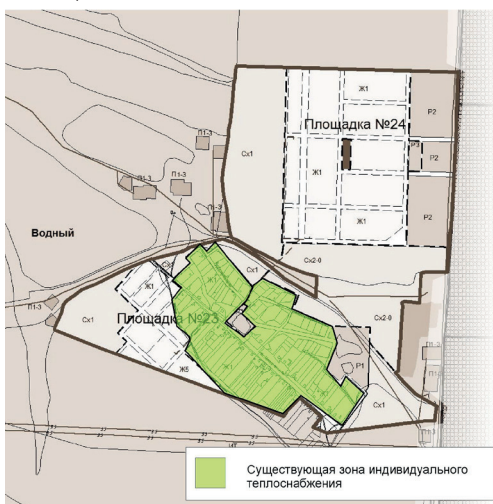 Ж1
Площадка №24
Р2
П1-3
Сх1
Р3
Р2
П1-3
П1-3
Ж1
П1-3
Ж1
Р2
Водный
Сх2-0
Ж1
Ж1
Сх1
П1-3
Сх1
Площадка №23
Сх2-0
П1-3
Р1
Ж5
Ж1
Сх1
Существующая зона индивидуального
теплоснабжения